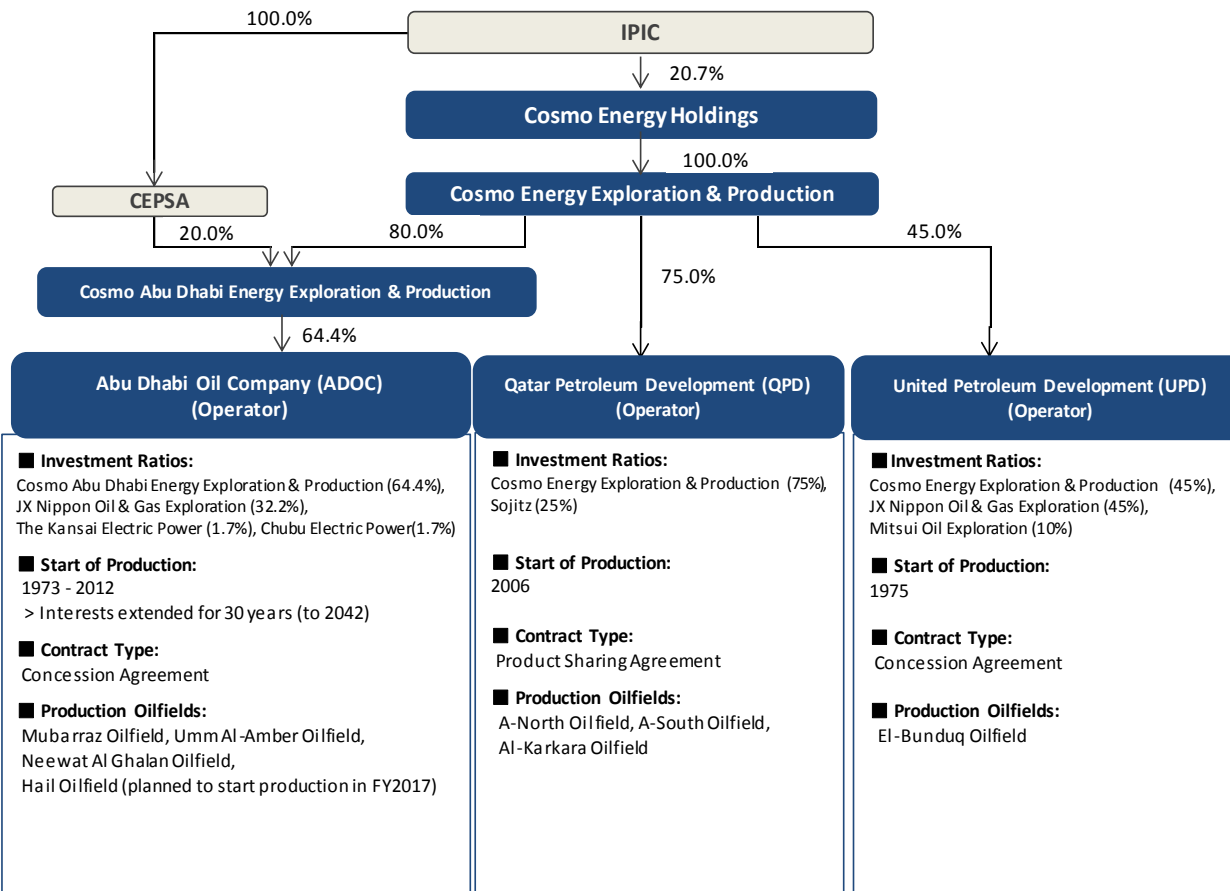 100.0%
IPIC
20.7%
Cosmo Energy Holdings
100.0%
CEPSA
Cosmo Energy Exploration & Production
20.0%
80.0%
45.0%
75.0%
Cosmo Abu Dhabi Energy Exploration & Production
64.4%
Abu Dhabi Oil Company (ADOC)
(Operator)
■ Investment Ratios:
Cosmo Abu Dhabi Energy Exploration & Production (64.4%),
JX Nippon Oil & Gas Exploration (32.2%),
The Kansai Electric Power (1.7%), Chubu Electric Power(1.7%)
■ Start of Production:
1973 - 2012
> Interests extended for 30 years (to 2042)
■ Contract Type:
Concession Agreement
■ Production Oilfields:
Mubarraz Oilfield, Umm Al-Amber Oilfield,
Neewat Al Ghalan Oilfield,
Hail Oilfield (planned to start production in FY2017)
Qatar Petroleum Development (QPD)
(Operator)
■ Investment Ratios:
Cosmo Energy Exploration & Production (75%),
Sojitz (25%)
■ Start of Production:
2006
■ Contract Type:
Product Sharing Agreement
■ Production Oilfields:
A-North Oilfield, A-South Oilfield,
Al-Karkara Oilfield
United Petroleum Development (UPD)
(Operator)
■ Investment Ratios:
Cosmo Energy Exploration & Production (45%),
JX Nippon Oil & Gas Exploration (45%),
Mitsui Oil Exploration (10%)
■ Start of Production:
1975
■ Contract Type:
Concession Agreement
■ Production Oilfields:
El-Bunduq Oilfield